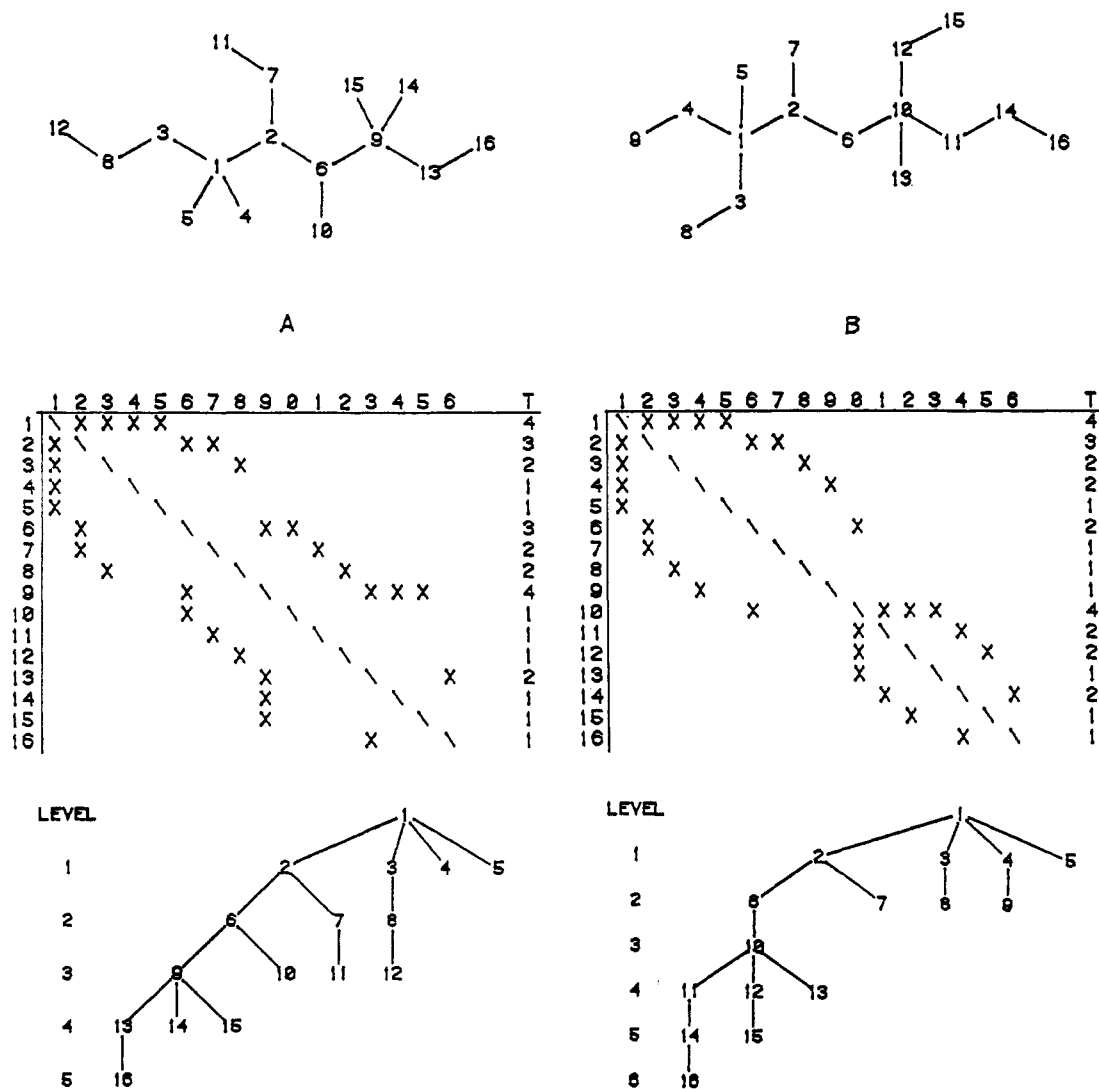 11
7
15 14
12 3 2 9 16
8 1 6 13
5 4 10
A
15
7 12
5
4 2 10 14
9 1 6 11 16
13
3
8
B
1 2 3 4 5 6 7 8 9 0 1 2 3 4 5 6 T
1 \ X X X X 4
2 X \ X X 3
3 X \ X 2
4 X \ 1
5 X \ 1
6 X \ X X 3
7 X \ X 2
8 X \ X 2
9 X \ X X X 4
10 X \ 1
11 X \ 1
12 X \ 1
13 X \ X 2
14 X \ 1
15 X \ 1
16 X \ 1
1 2 3 4 5 6 7 8 9 0 1 2 3 4 5 6 T
1 \ X X X X 4
2 X \ X X 3
3 X \ X 2
4 X \ X 2
5 X \ 1
6 X \ X 2
7 X \ 1
8 X \ 1
9 X \ 1
10 X \ X X X 4
11 X \ X 2
12 X \ X 2
13 X \ 1
14 X \ X 2
15 X \ 1
16 X \ 1
LEVEL 1
1 2 3 4 5
2 6 7 8
3 9 10 11 12
4 13 14 15
5 16
LEVEL 1
1 2 3 4 5
2 6 7 8 9
3 10
4 11 12 13
5 14 15
6 16